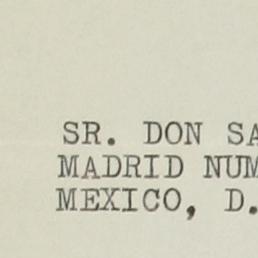 SR. DON SA
MADRID NUM
MEXICO, D.